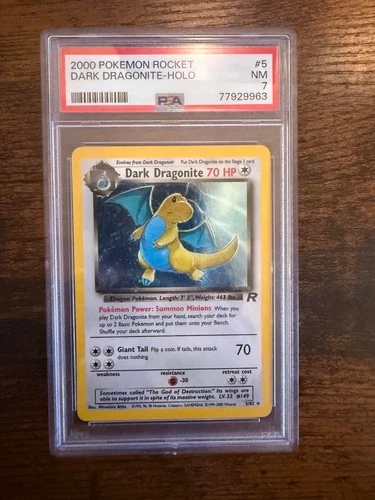 2000 POKEMON ROCKET #5
DARK DRAGONITE-HOLO NM
7
PSA 77929963
Evolves from Dark Dragonair Put Dark Dragonite on the Stage 1 card
Dark Dragonite 70 HP
Dragon Pokémon. Length: 7' 3", Weight: 463 lbs.
R
Pokémon Power: Summon Minions When you
play Dark Dragonite from your hand, search your deck for
up to 2 Basic Pokémon and put them onto your Bench.
Shuffle your deck afterward.
Giant Tail Flip a coin. If tails, this attack 70
does nothing.
weakness resistance retreat cost
-30
Sometimes called "The God of Destruction." Its wings are
able to support it in spite of its massive weight. LV.33 #149
5/82